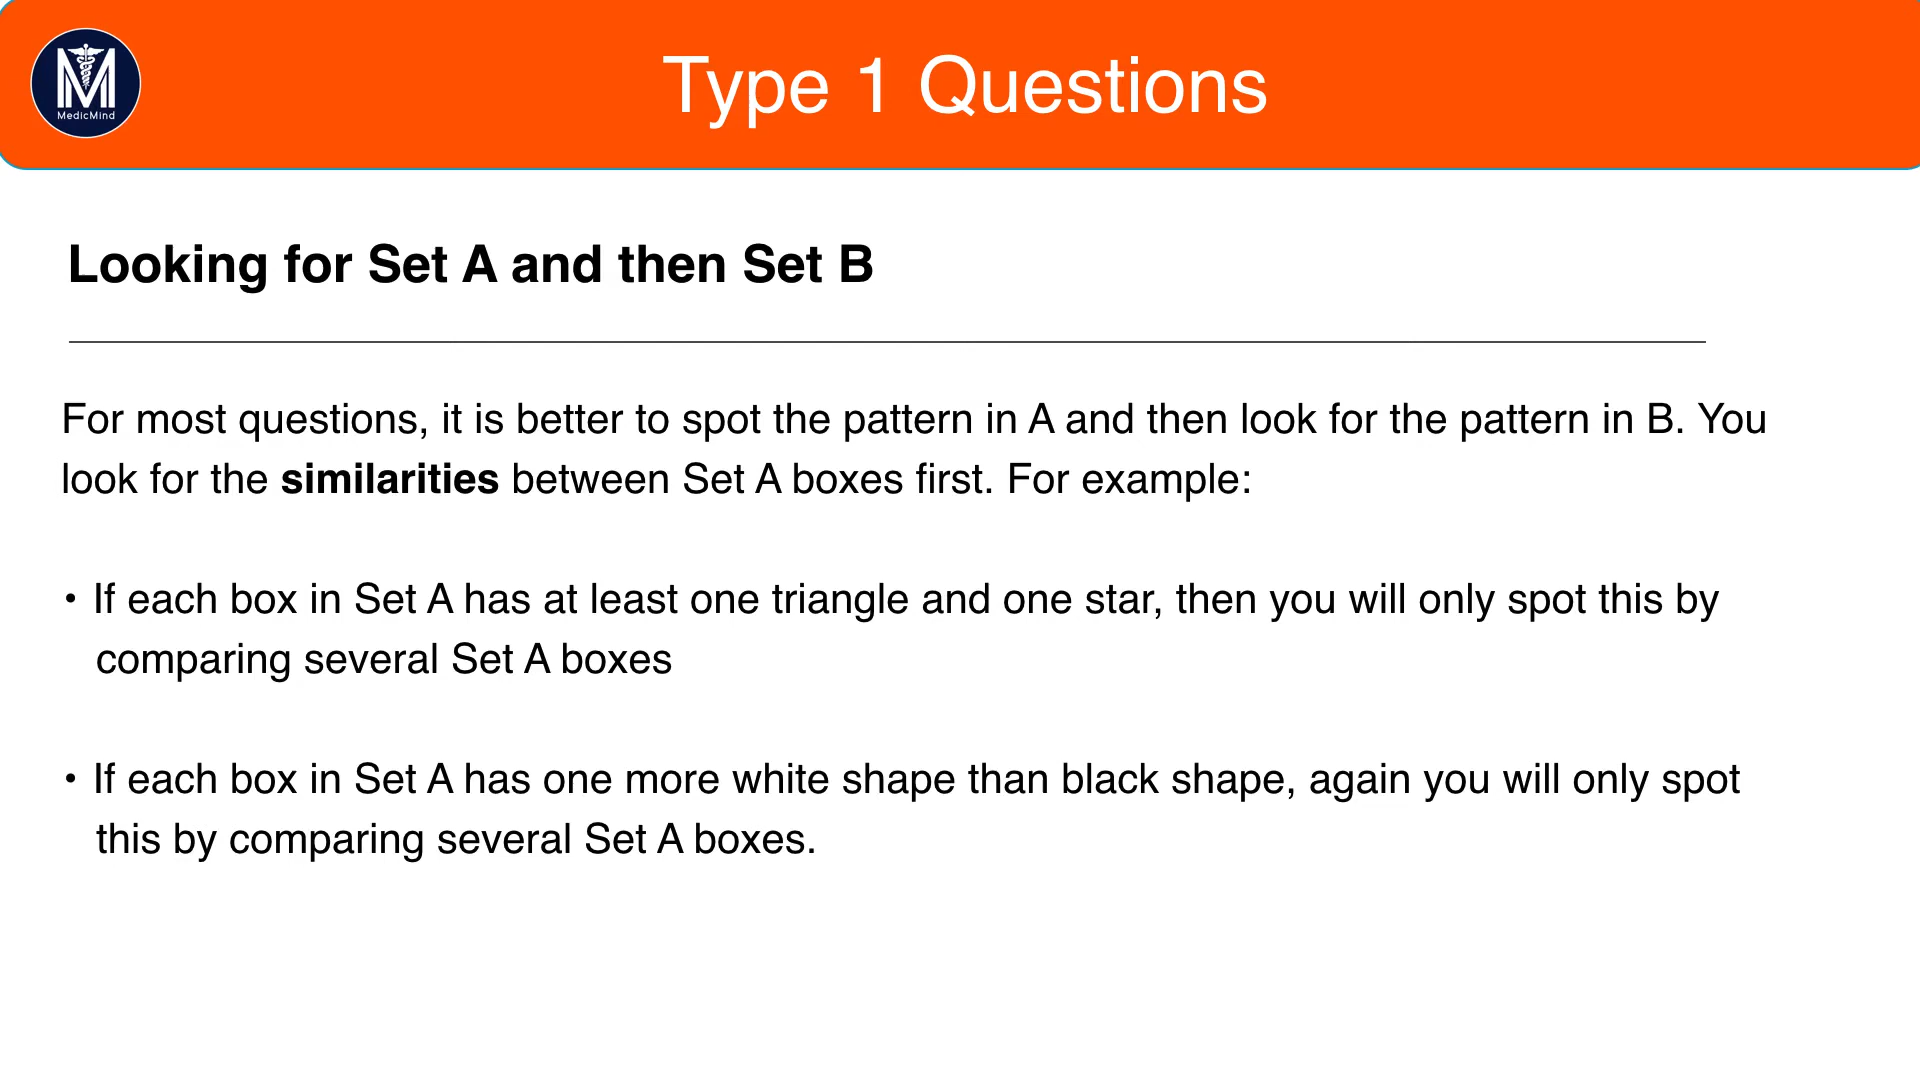 MedicMind
Type 1 Questions
Looking for Set A and then Set B
For most questions, it is better to spot the pattern in A and then look for the pattern in B. You
look for the similarities between Set A boxes first. For example:
• If each box in Set A has at least one triangle and one star, then you will only spot this by
comparing several Set A boxes
• If each box in Set A has one more white shape than black shape, again you will only spot
this by comparing several Set A boxes.